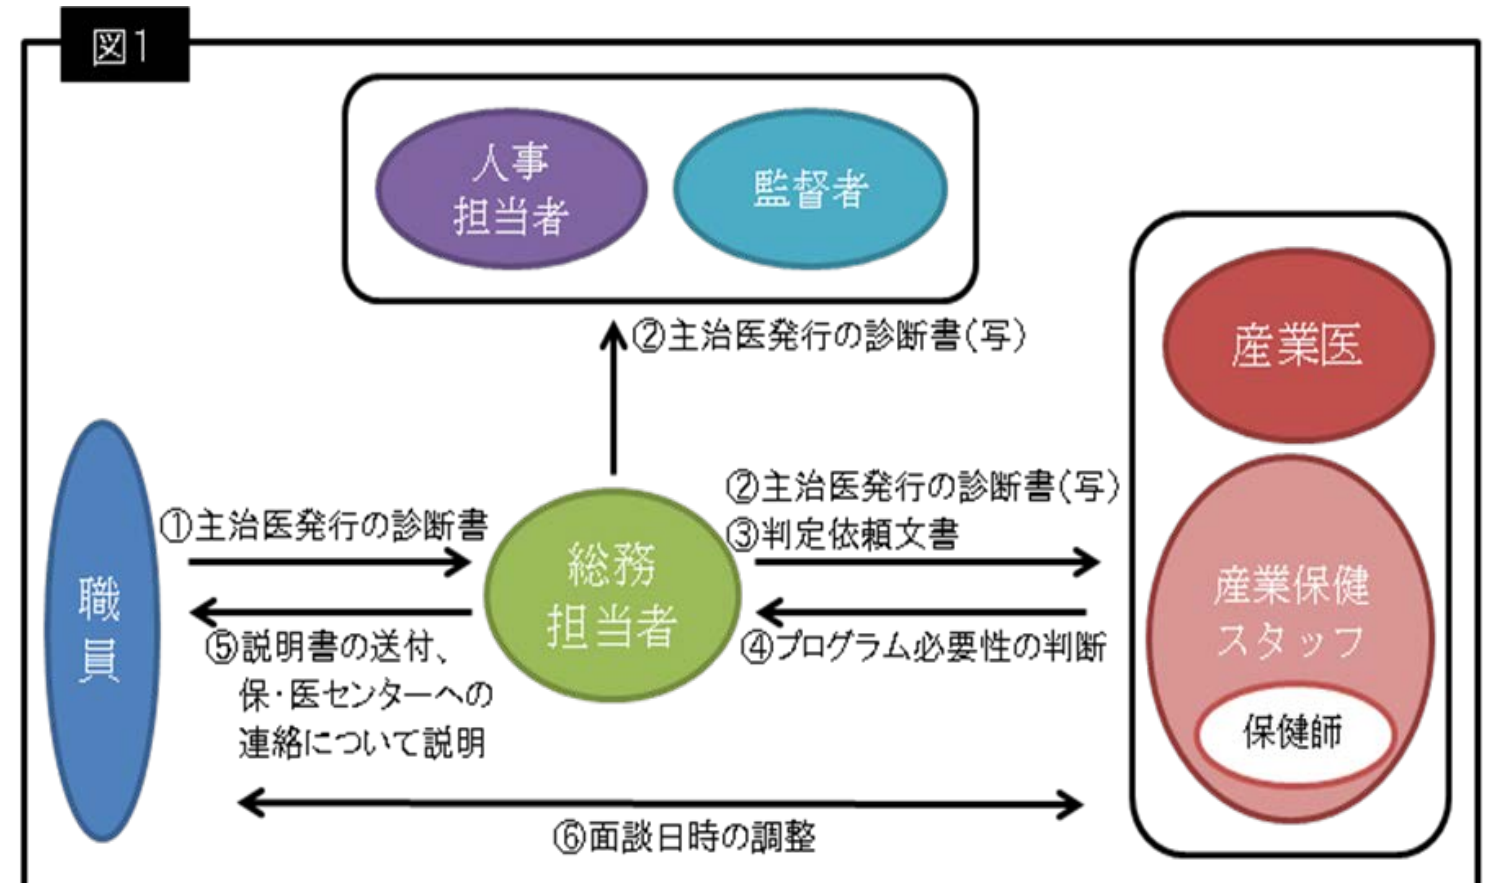 図1
人事
担当者
監督者
②主治医発行の診断書(写)
産業医
②主治医発行の診断書(写)
③判定依頼文書
①主治医発行の診断書
職
員
総務
担当者
産業保健
スタッフ
保健師
④プログラム必要性の判断
⑤説明書の送付、
保・医センターへの
連絡について説明
⑥面談日時の調整